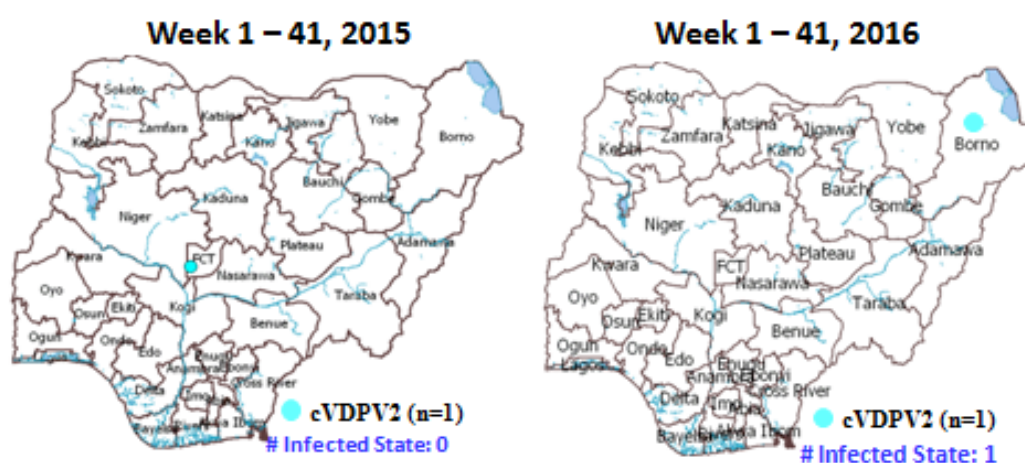 Week 1 – 41, 2015
Sokoto
Katsina
Jigawa
Yobe
Borno
Zamfara
Kebbi
Kano
Bauchi
Gombe
Kaduna
Niger
Plateau
Adamawa
FCT
Nasarawa
Kwara
Taraba
Oyo
Kogi
Ekiti
Osun
Benue
Ogun
Ondo
Edo
Enugu
Anambra
Ebonyi
Cross River
Delta
Imo
Abia
Bayelsa
Rivers
Akwa Ibom
cVDPV2 (n=1)
# Infected State: 0
Week 1 – 41, 2016
Sokoto
Zamfara
Katsina
Jigawa
Yobe
Borno
Kebbi
Kano
Bauchi
Gombe
Kaduna
Niger
Plateau
Adamawa
FCT
Nasarawa
Kwara
Taraba
Oyo
Osun
Ekiti
Kogi
Benue
Ogun
Lagos
Ondo
Edo
Enugu
Anambra
Ebonyi
Cross River
Delta
Imo
Abia
Bayelsa
Akwa Ibom
cVDPV2 (n=1)
# Infected State: 1